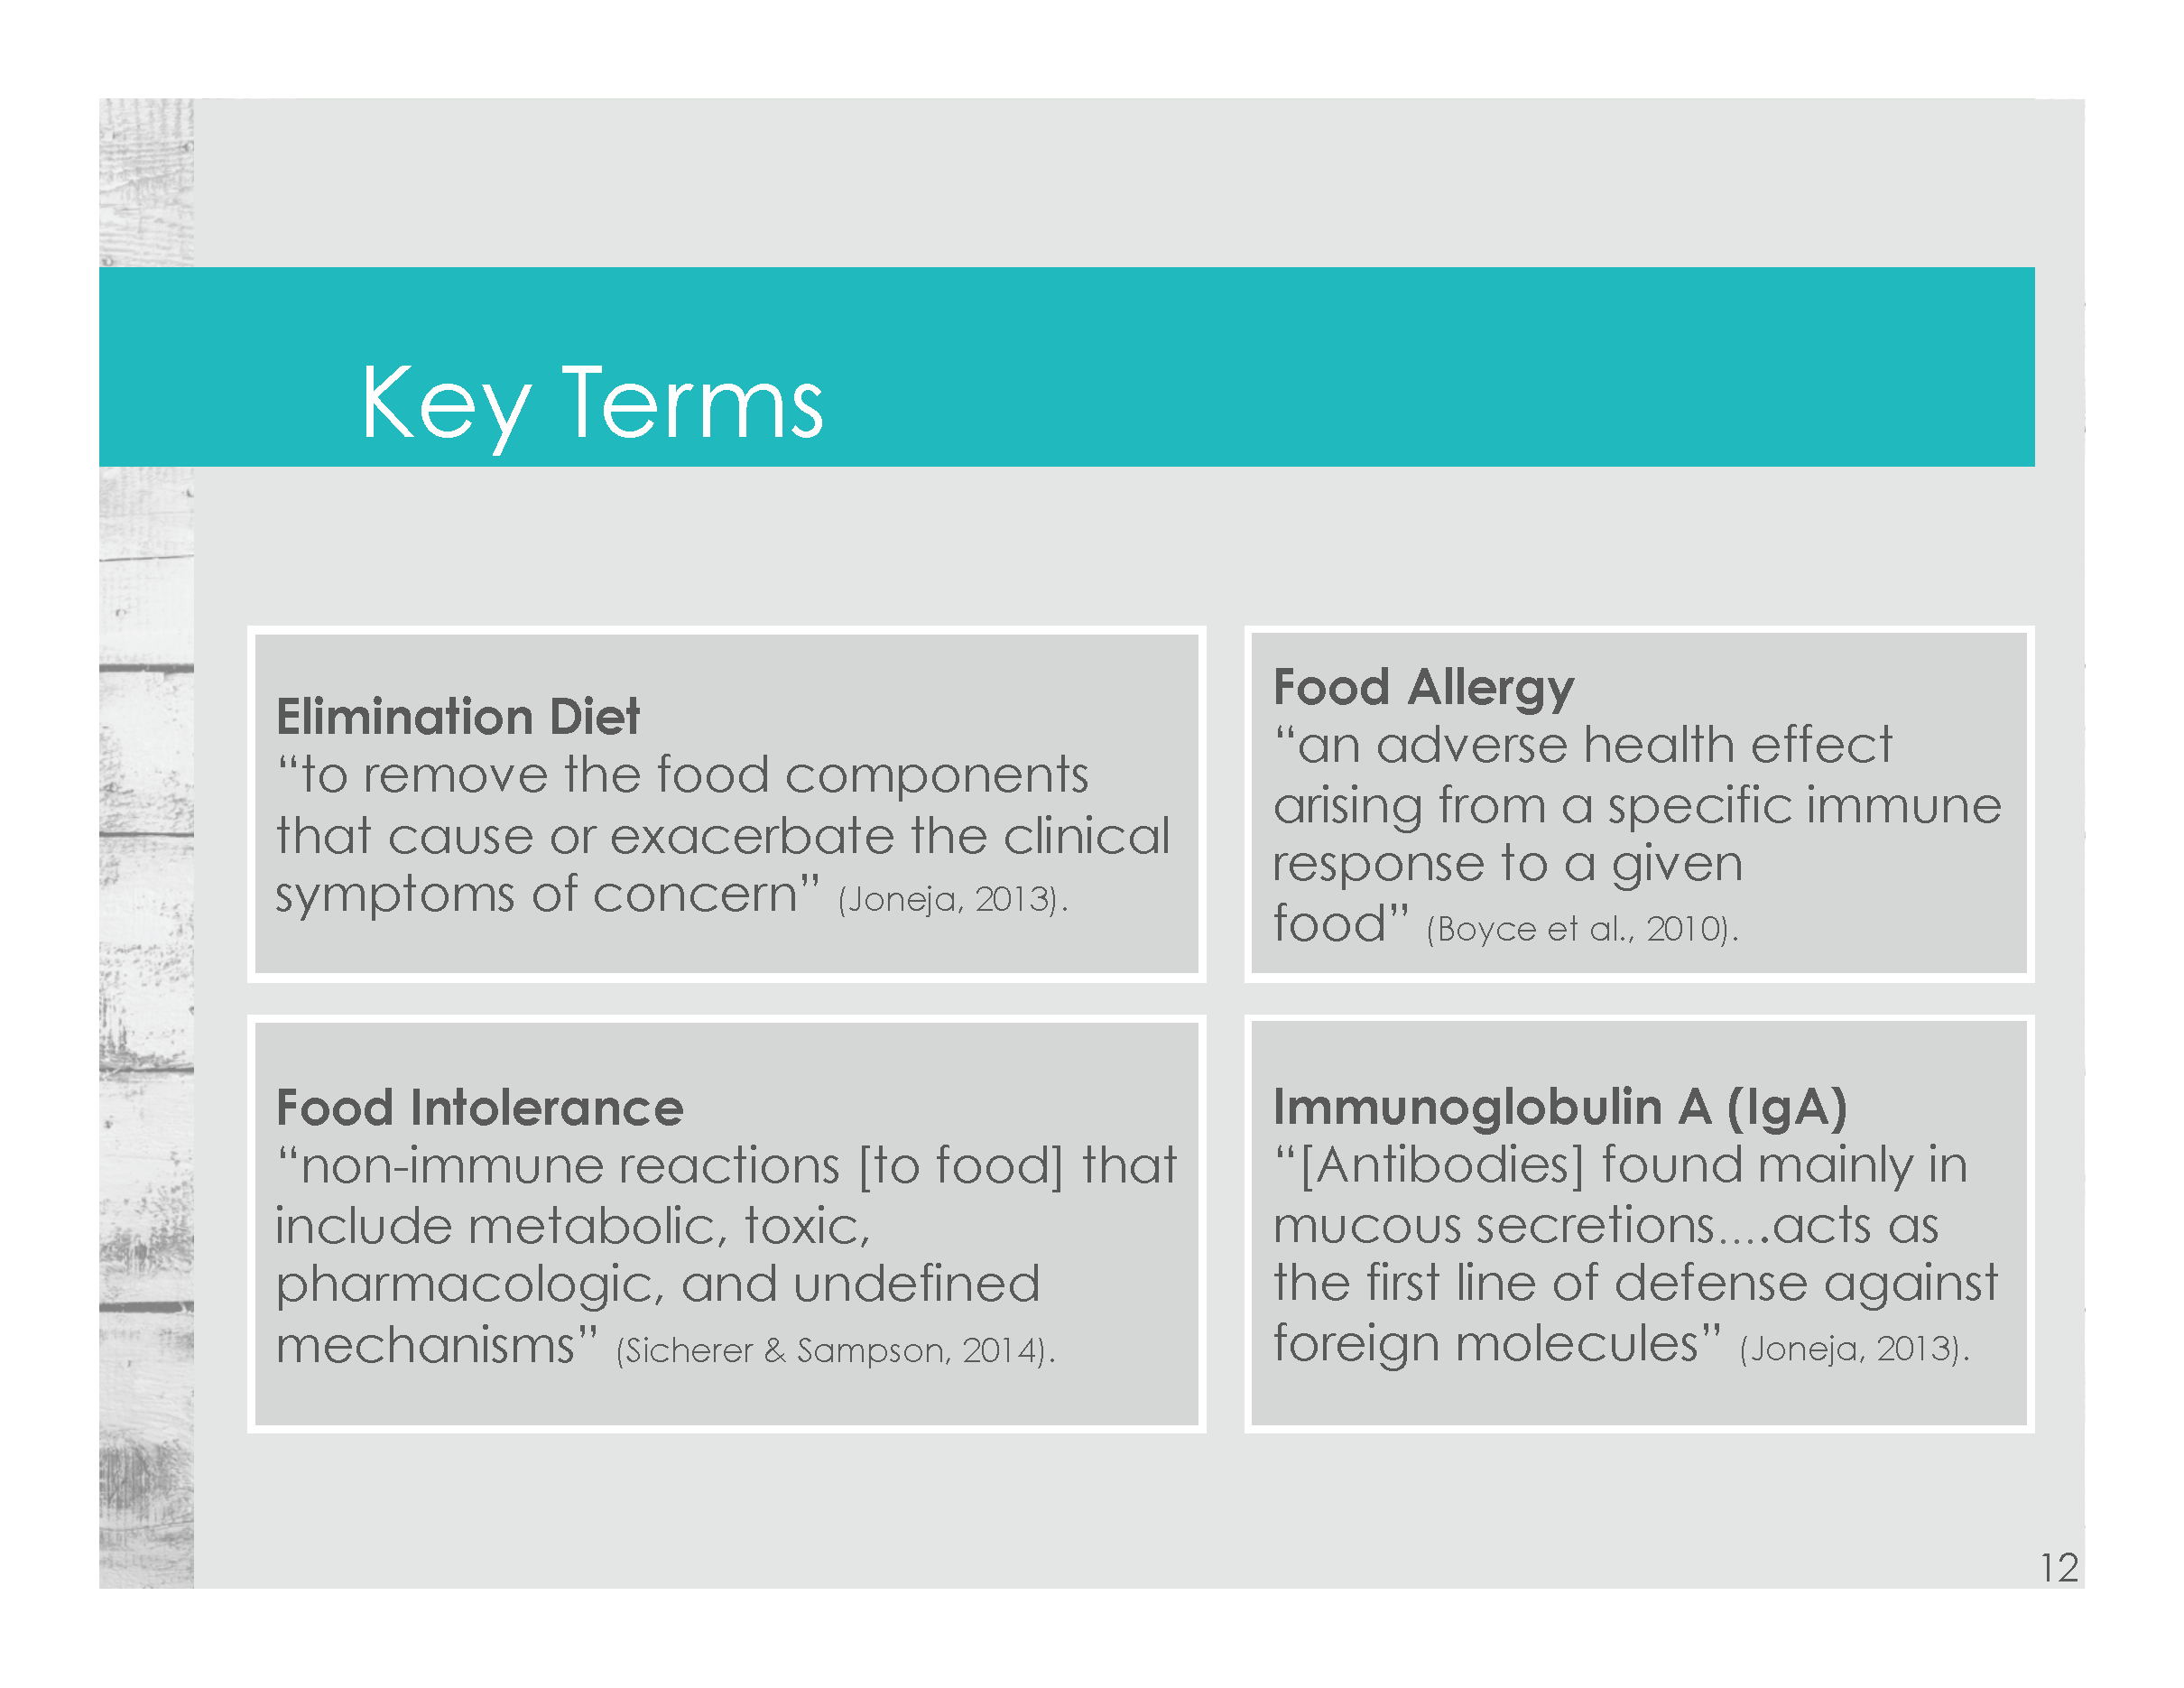 Key Terms
Elimination Diet
“to remove the food components
that cause or exacerbate the clinical
symptoms of concern” (Joneja, 2013).
Food Allergy
“an adverse health effect
arising from a specific immune
response to a given
food” (Boyce et al., 2010).
Food Intolerance
“non-immune reactions [to food] that
include metabolic, toxic,
pharmacologic, and undefined
mechanisms” (Sicherer & Sampson, 2014).
Immunoglobulin A (IgA)
“[Antibodies] found mainly in
mucous secretions….acts as
the first line of defense against
foreign molecules” (Joneja, 2013).
12